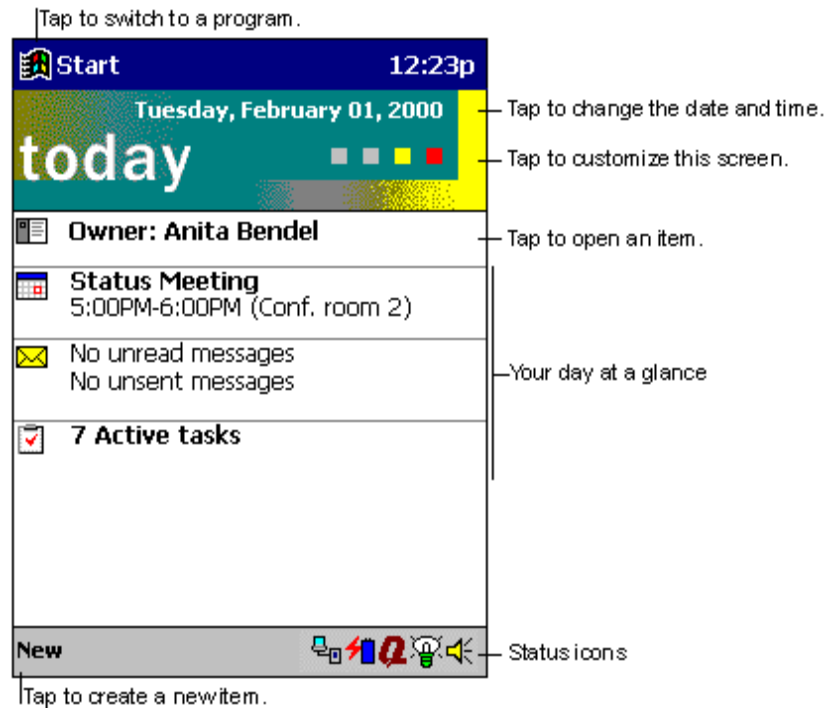 Tap to switch to a program.
Start 12:23p
Tuesday, February 01, 2000
Tap to change the date and time.
today
Tap to customize this screen.
Owner: Anita Bendel
Tap to open an item.
Status Meeting
5:00PM-6:00PM (Conf. room 2)
No unread messages
No unsent messages
Your day at a glance
7 Active tasks
New
Status icons
Tap to create a new item.